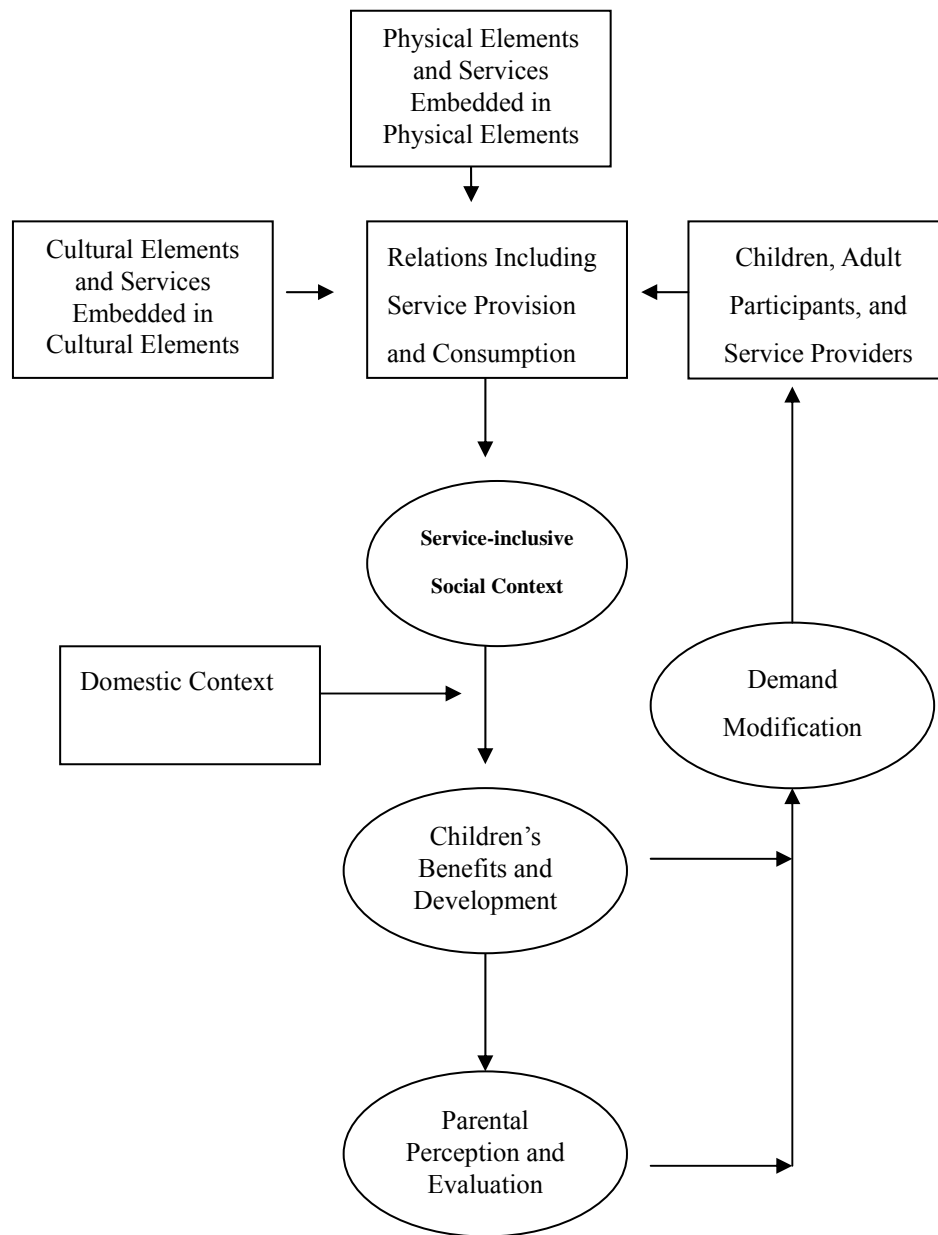 Physical Elements
and Services
Embedded in
Physical Elements
Cultural Elements
and Services
Embedded in
Cultural Elements
Relations Including
Service Provision
and Consumption
Children, Adult
Participants, and
Service Providers
Service-inclusive
Social Context
Domestic Context
Demand
Modification
Children’s
Benefits and
Development
Parental
Perception and
Evaluation